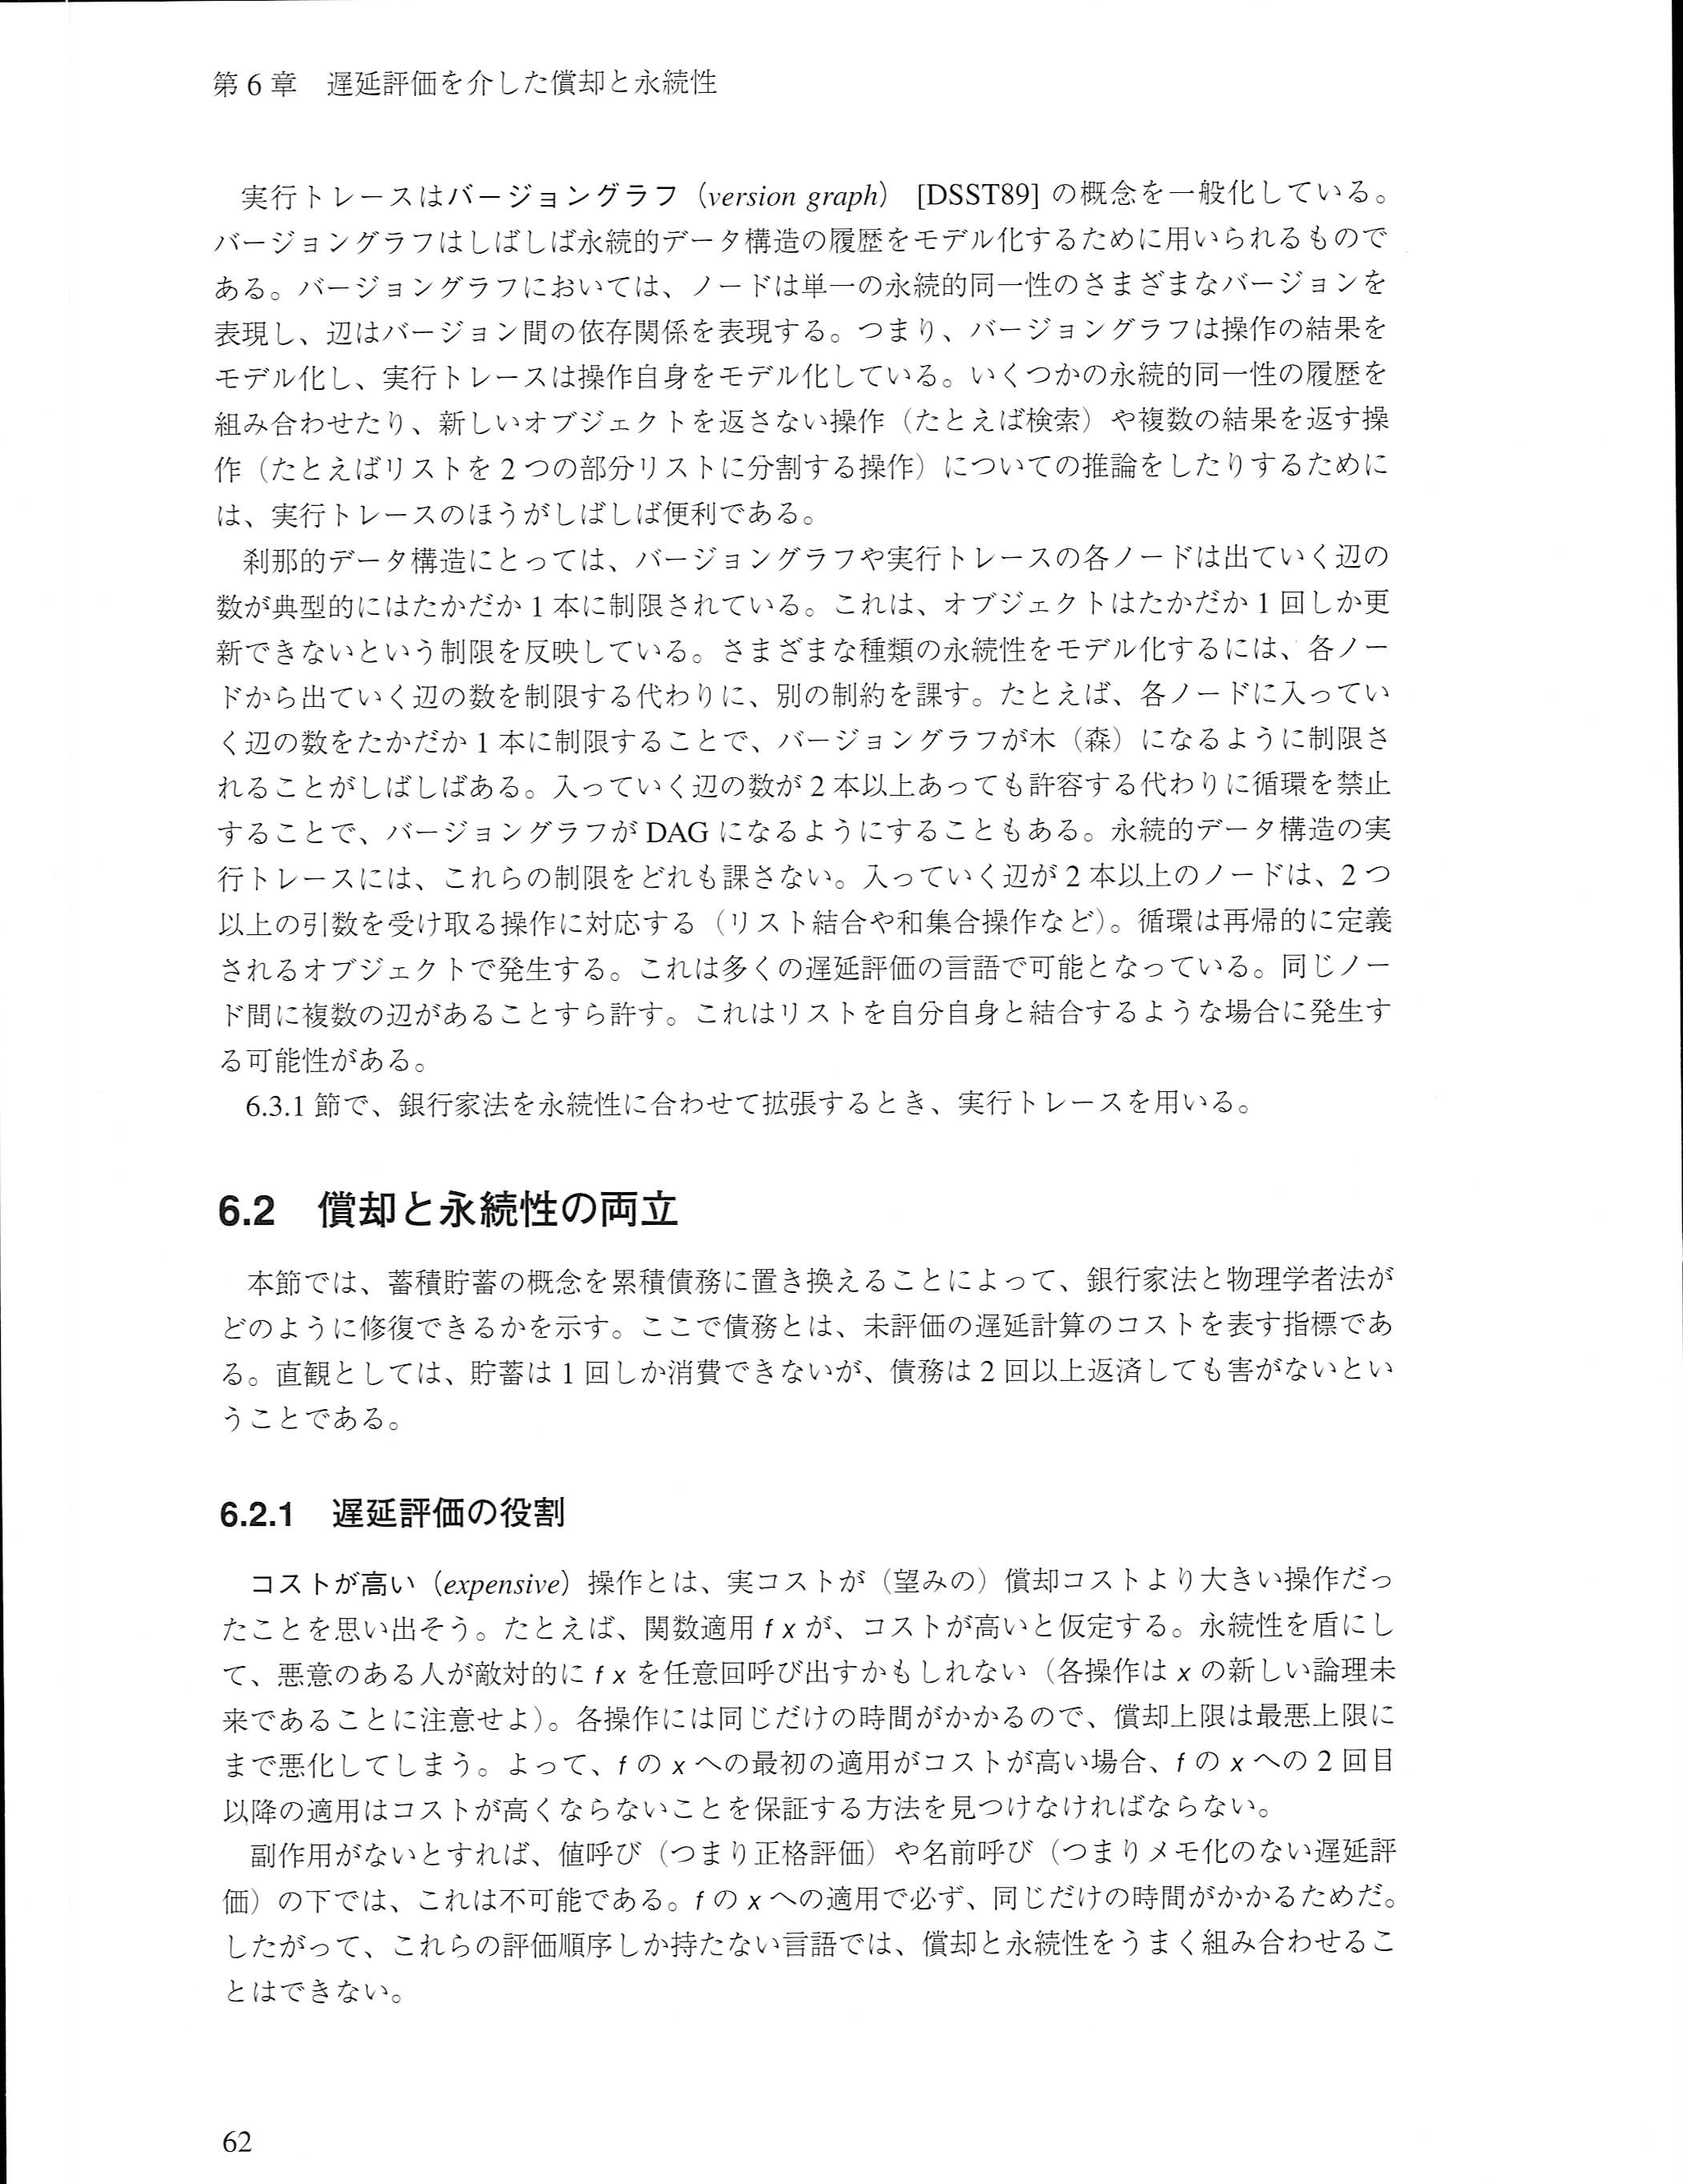 第 6 章　遅延評価を介した償却と永続性
実行トレースはバージョングラフ（version graph） [DSST89] の概念を一般化している。
バージョングラフはしばしば永続的データ構造の履歴をモデル化するために用いられるもので
ある。バージョングラフにおいては、ノードは単一の永続的同一性のさまざまなバージョンを
表現し、辺はバージョン間の依存関係を表現する。つまり、バージョングラフは操作の結果を
モデル化し、実行トレースは操作自身をモデル化している。いくつかの永続的同一性の履歴を
組み合わせたり、新しいオブジェクトを返さない操作（たとえば検索）や複数の結果を返す操
作（たとえばリストを 2 つの部分リストに分割する操作）についての推論をしたりするために
は、実行トレースのほうがしばしば便利である。
刹那的データ構造にとっては、バージョングラフや実行トレースの各ノードは出ていく辺の
数が典型的にはたかだか 1 本に制限されている。これは、オブジェクトはたかだか 1 回しか更
新できないという制限を反映している。さまざまな種類の永続性をモデル化するには、各ノー
ドから出ていく辺の数を制限する代わりに、別の制約を課す。たとえば、各ノードに入ってい
く辺の数をたかだか 1 本に制限することで、バージョングラフが木（森）になるように制限さ
れることがしばしばある。入っていく辺の数が 2 本以上あっても許容する代わりに循環を禁止
することで、バージョングラフが DAG になるようにすることもある。永続的データ構造の実
行トレースには、これらの制限をどれも課さない。入っていく辺が 2 本以上のノードは、2 つ
以上の引数を受け取る操作に対応する（リスト結合や和集合操作など）。循環は再帰的に定義
されるオブジェクトで発生する。これは多くの遅延評価の言語で可能となっている。同じノー
ド間に複数の辺があることすら許す。これはリストを自分自身と結合するような場合に発生す
る可能性がある。
6.3.1 節で、銀行家法を永続性に合わせて拡張するとき、実行トレースを用いる。
6.2　償却と永続性の両立
本節では、蓄積貯蓄の概念を累積債務に置き換えることによって、銀行家法と物理学者法が
どのように修復できるかを示す。ここで債務とは、未評価の遅延計算のコストを表す指標であ
る。直観としては、貯蓄は 1 回しか消費できないが、債務は 2 回以上返済しても害がないとい
うことである。
6.2.1　遅延評価の役割
コストが高い（expensive）操作とは、実コストが（望みの）償却コストより大きい操作だっ
たことを思い出そう。たとえば、関数適用 f x が、コストが高いと仮定する。永続性を盾にし
て、悪意のある人が敵対的に f x を任意回呼び出すかもしれない（各操作は x の新しい論理未
来であることに注意せよ）。各操作には同じだけの時間がかかるので、償却上限は最悪上限に
まで悪化してしまう。よって、f の x への最初の適用がコストが高い場合、f の x への 2 回目
以降の適用はコストが高くならないことを保証する方法を見つけなければならない。
副作用がないとすれば、値呼び（つまり正格評価）や名前呼び（つまりメモ化のない遅延評
価）の下では、これは不可能である。f の x への適用で必ず、同じだけの時間がかかるためだ。
したがって、これらの評価順序しか持たない言語では、償却と永続性をうまく組み合わせるこ
とはできない。
62